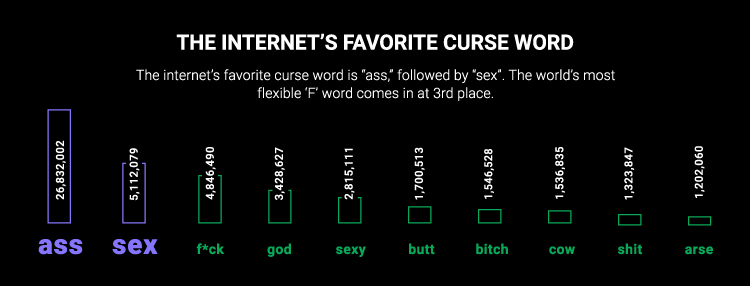 THE INTERNET’S FAVORITE CURSE WORD
The internet’s favorite curse word is “ass,” followed by “sex”. The world’s most
flexible ‘F’ word comes in at 3rd place.
26,832,002
5,112,079
4,846,490
3,428,627
2,815,111
1,700,513
1,546,528
1,536,835
1,323,847
1,202,060
ass
sex
f*ck
god
sexy
butt
bitch
cow
shit
arse